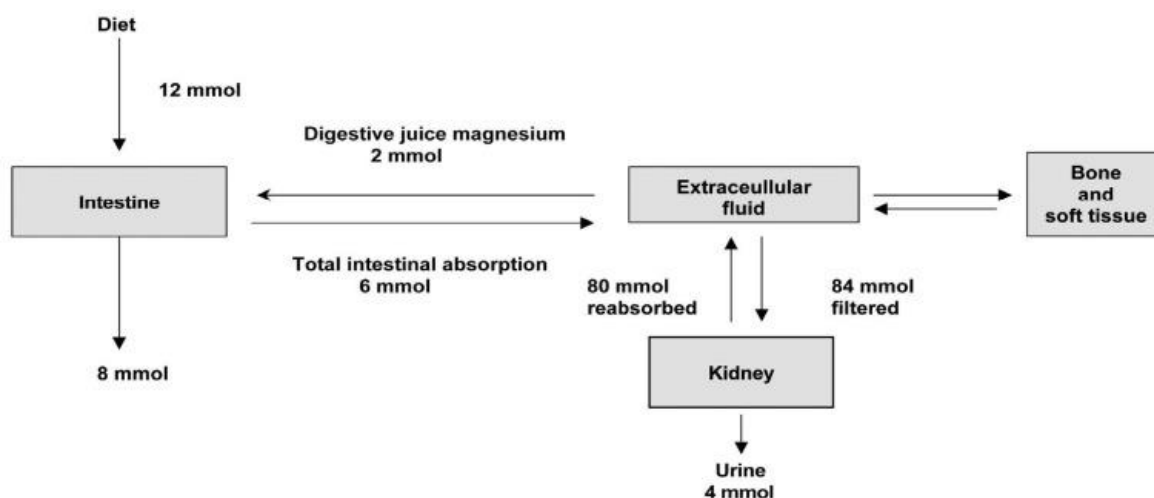 Diet
12 mmol
Digestive juice magnesium
2 mmol
Intestine
Extraceullular
fluid
Bone
and
soft tissue
Total intestinal absorption
6 mmol
80 mmol
reabsorbed
84 mmol
filtered
8 mmol
Kidney
Urine
4 mmol